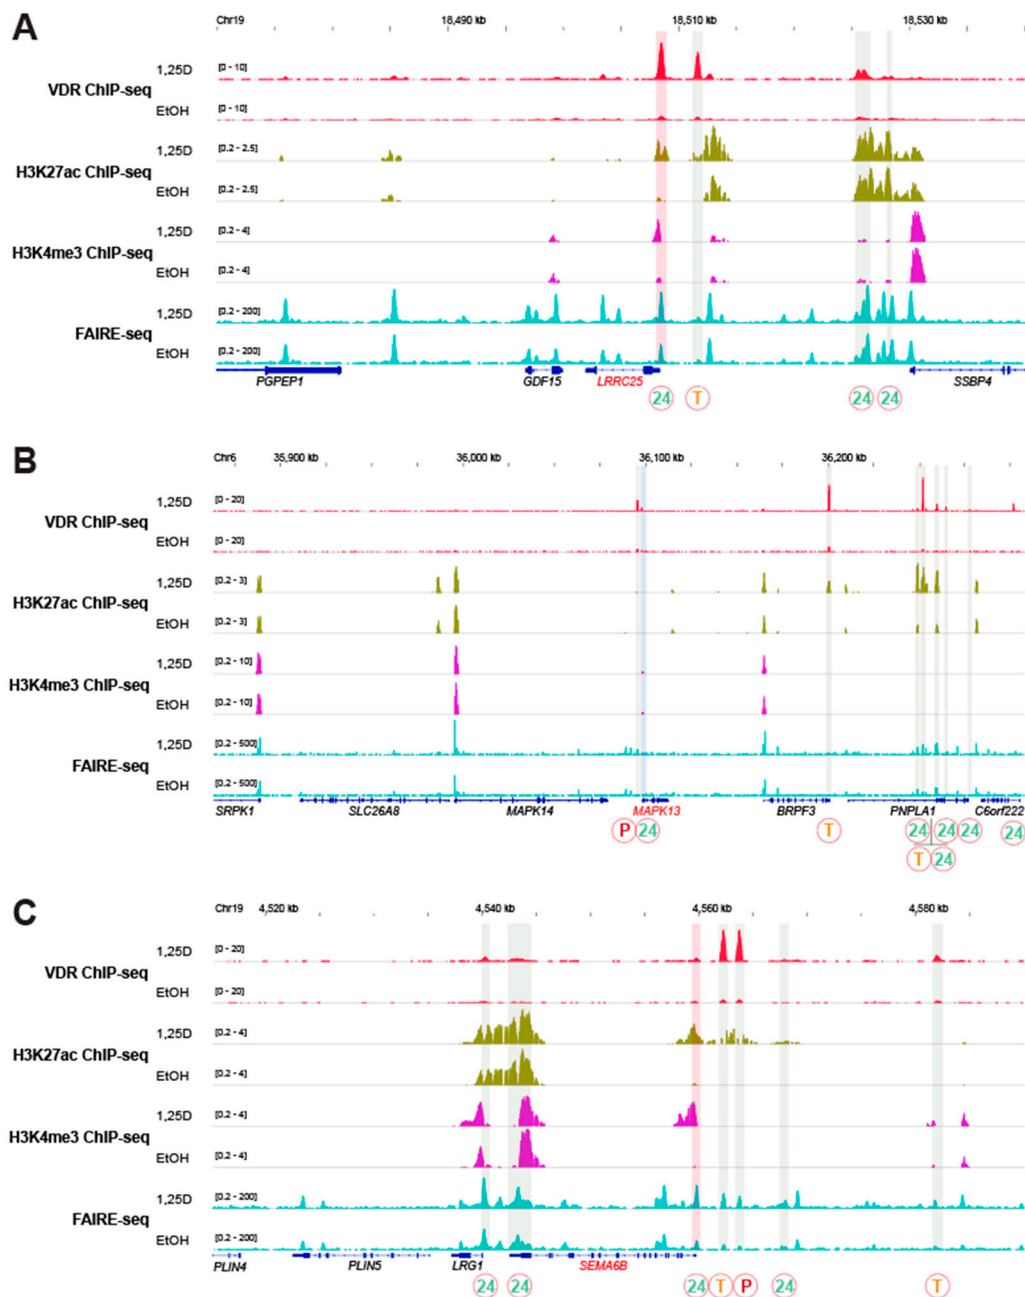 A
Chr19 18,490 kb 18,510 kb 18,530 kb
VDR ChIP-seq
1,25D [0 - 10]
EtOH [0 - 10]
H3K27ac ChIP-seq
1,25D [0.2 - 2.5]
EtOH [0.2 - 2.5]
H3K4me3 ChIP-seq
1,25D [0.2 - 4]
EtOH [0.2 - 4]
FAIRE-seq
1,25D [0.2 - 200]
EtOH [0.2 - 200]
PGPEP1 GDF15 LRRC25 SSBP4
24 T 24 24
B
Chr6 35,900 kb 36,000 kb 36,100 kb 36,200 kb
VDR ChIP-seq
1,25D [0 - 20]
EtOH [0 - 20]
H3K27ac ChIP-seq
1,25D [0.2 - 3]
EtOH [0.2 - 3]
H3K4me3 ChIP-seq
1,25D [0.2 - 10]
EtOH [0.2 - 10]
FAIRE-seq
1,25D [0.2 - 500]
EtOH [0.2 - 500]
SRPK1 SLC26A8 MAPK14 MAPK13 BRPF3 PNPLA1 C6orf222
P 24 T 24 24 24 24
T 24
C
Chr19 4,520 kb 4,540 kb 4,560 kb 4,580 kb
VDR ChIP-seq
1,25D [0 - 20]
EtOH [0 - 20]
H3K27ac ChIP-seq
1,25D [0.2 - 4]
EtOH [0.2 - 4]
H3K4me3 ChIP-seq
1,25D [0.2 - 4]
EtOH [0.2 - 4]
FAIRE-seq
1,25D [0.2 - 200]
EtOH [0.2 - 200]
PLIN4 PLIN5 LRG1 SEMA6B
24 24 24 T P 24 T